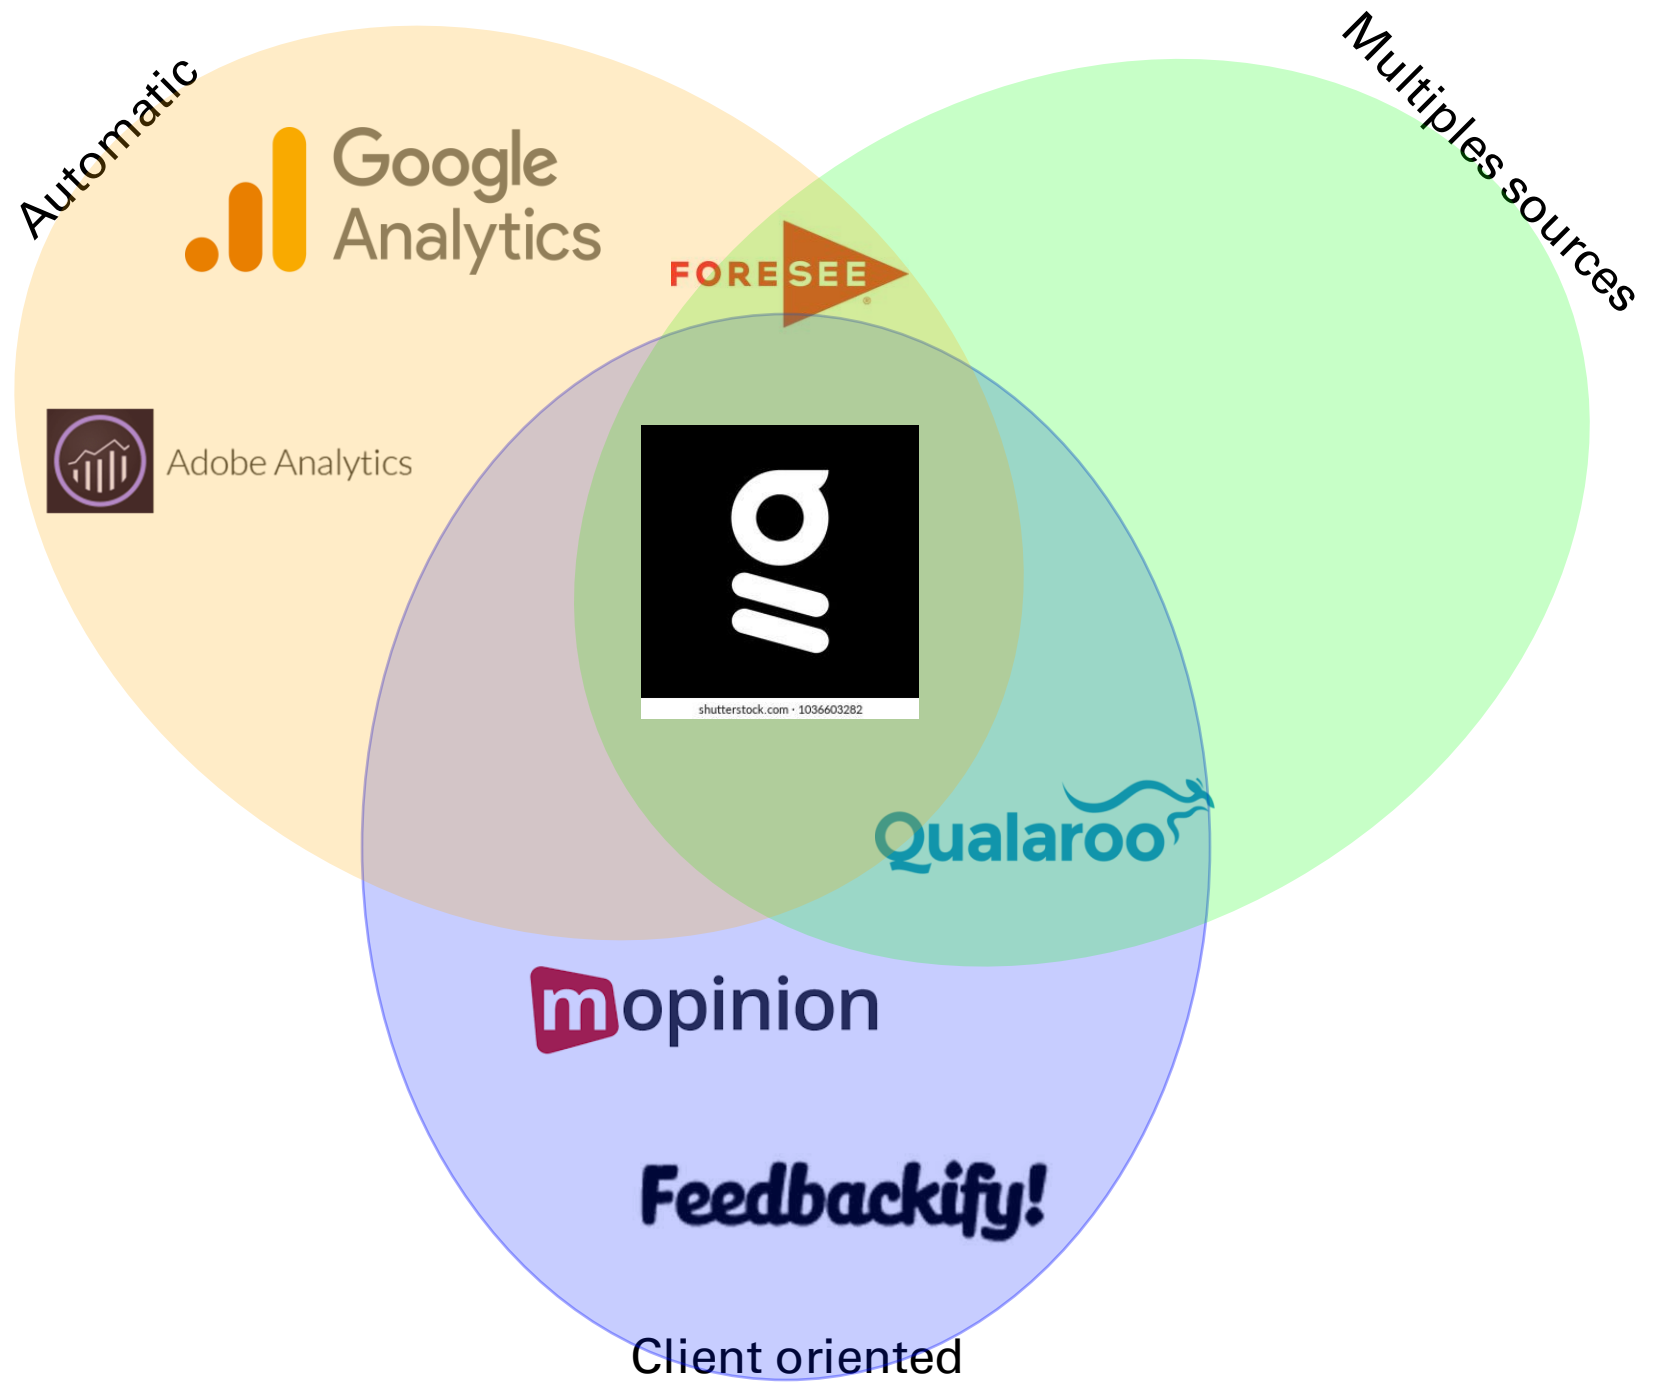 Automatic
Multiples sources
Google
Analytics
FORESEE
®
Adobe Analytics
shutterstock.com · 1036603282
Qualaroo
mopinion
Feedbackify!
Client oriented